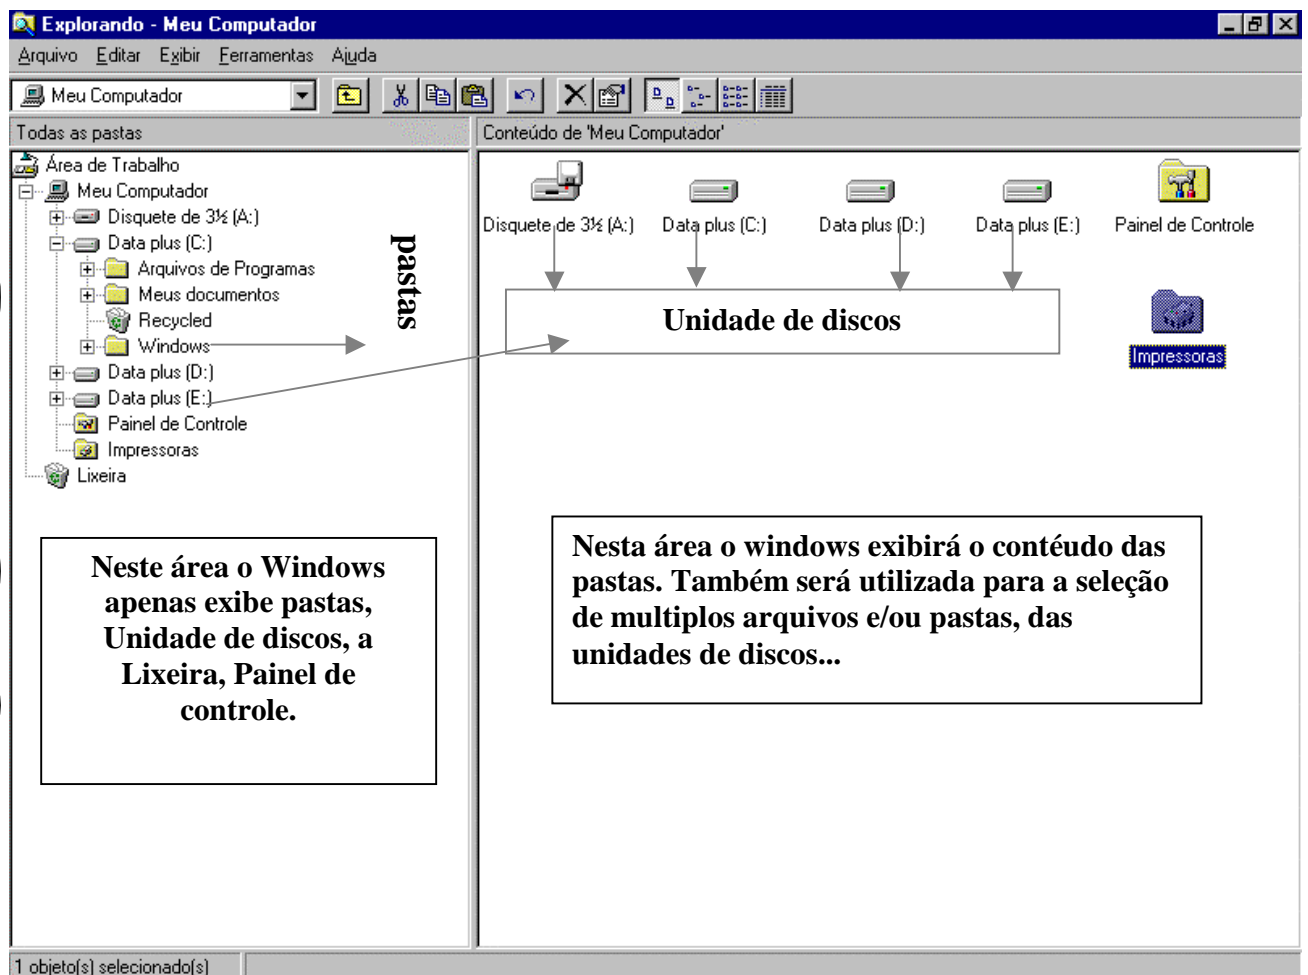 Explorando - Meu Computador
Arquivo Editar Exibir Ferramentas Ajuda
Meu Computador
Todas as pastas
Conteúdo de 'Meu Computador'
Área de Trabalho
Meu Computador
Disquete de 3½ (A:)
Data plus (C:)
Arquivos de Programas
Meus documentos
Recycled
Windows
Data plus (D:)
Data plus (E:)
Painel de Controle
Impressoras
Lixeira
pastas
Neste área o Windows
apenas exibe pastas,
Unidade de discos, a
Lixeira, Painel de
controle.
Disquete de 3½ (A:) Data plus (C:) Data plus (D:) Data plus (E:) Painel de Controle
Unidade de discos
Impressoras
Nesta área o windows exibirá o contéudo das
pastas. Também será utilizada para a seleção
de multiplos arquivos e/ou pastas, das
unidades de discos...
1 objeto(s) selecionado(s)